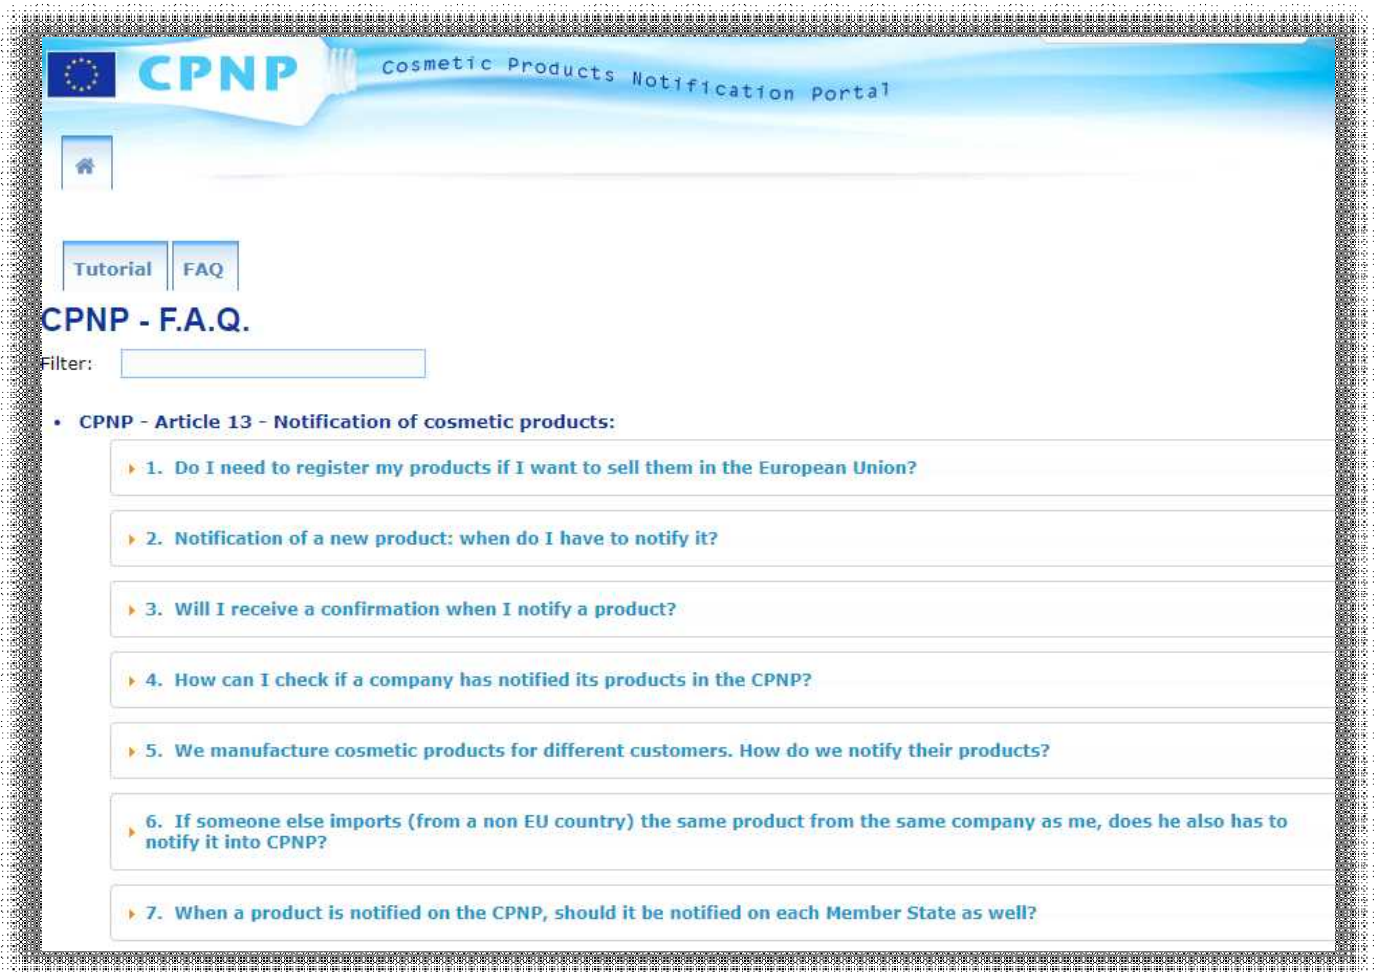 CPNP
Cosmetic Products Notification Portal
Tutorial
FAQ
CPNP - F.A.Q.
Filter:
• CPNP - Article 13 - Notification of cosmetic products:
1. Do I need to register my products if I want to sell them in the European Union?
2. Notification of a new product: when do I have to notify it?
3. Will I receive a confirmation when I notify a product?
4. How can I check if a company has notified its products in the CPNP?
5. We manufacture cosmetic products for different customers. How do we notify their products?
6. If someone else imports (from a non EU country) the same product from the same company as me, does he also has to
notify it into CPNP?
7. When a product is notified on the CPNP, should it be notified on each Member State as well?